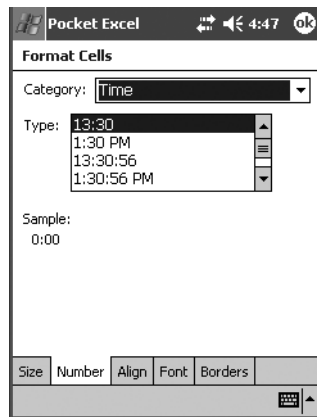 Pocket Excel 4:47 ok
Format Cells
Category: Time
Type: 13:30
1:30 PM
13:30:56
1:30:56 PM
Sample:
0:00
Size Number Align Font Borders